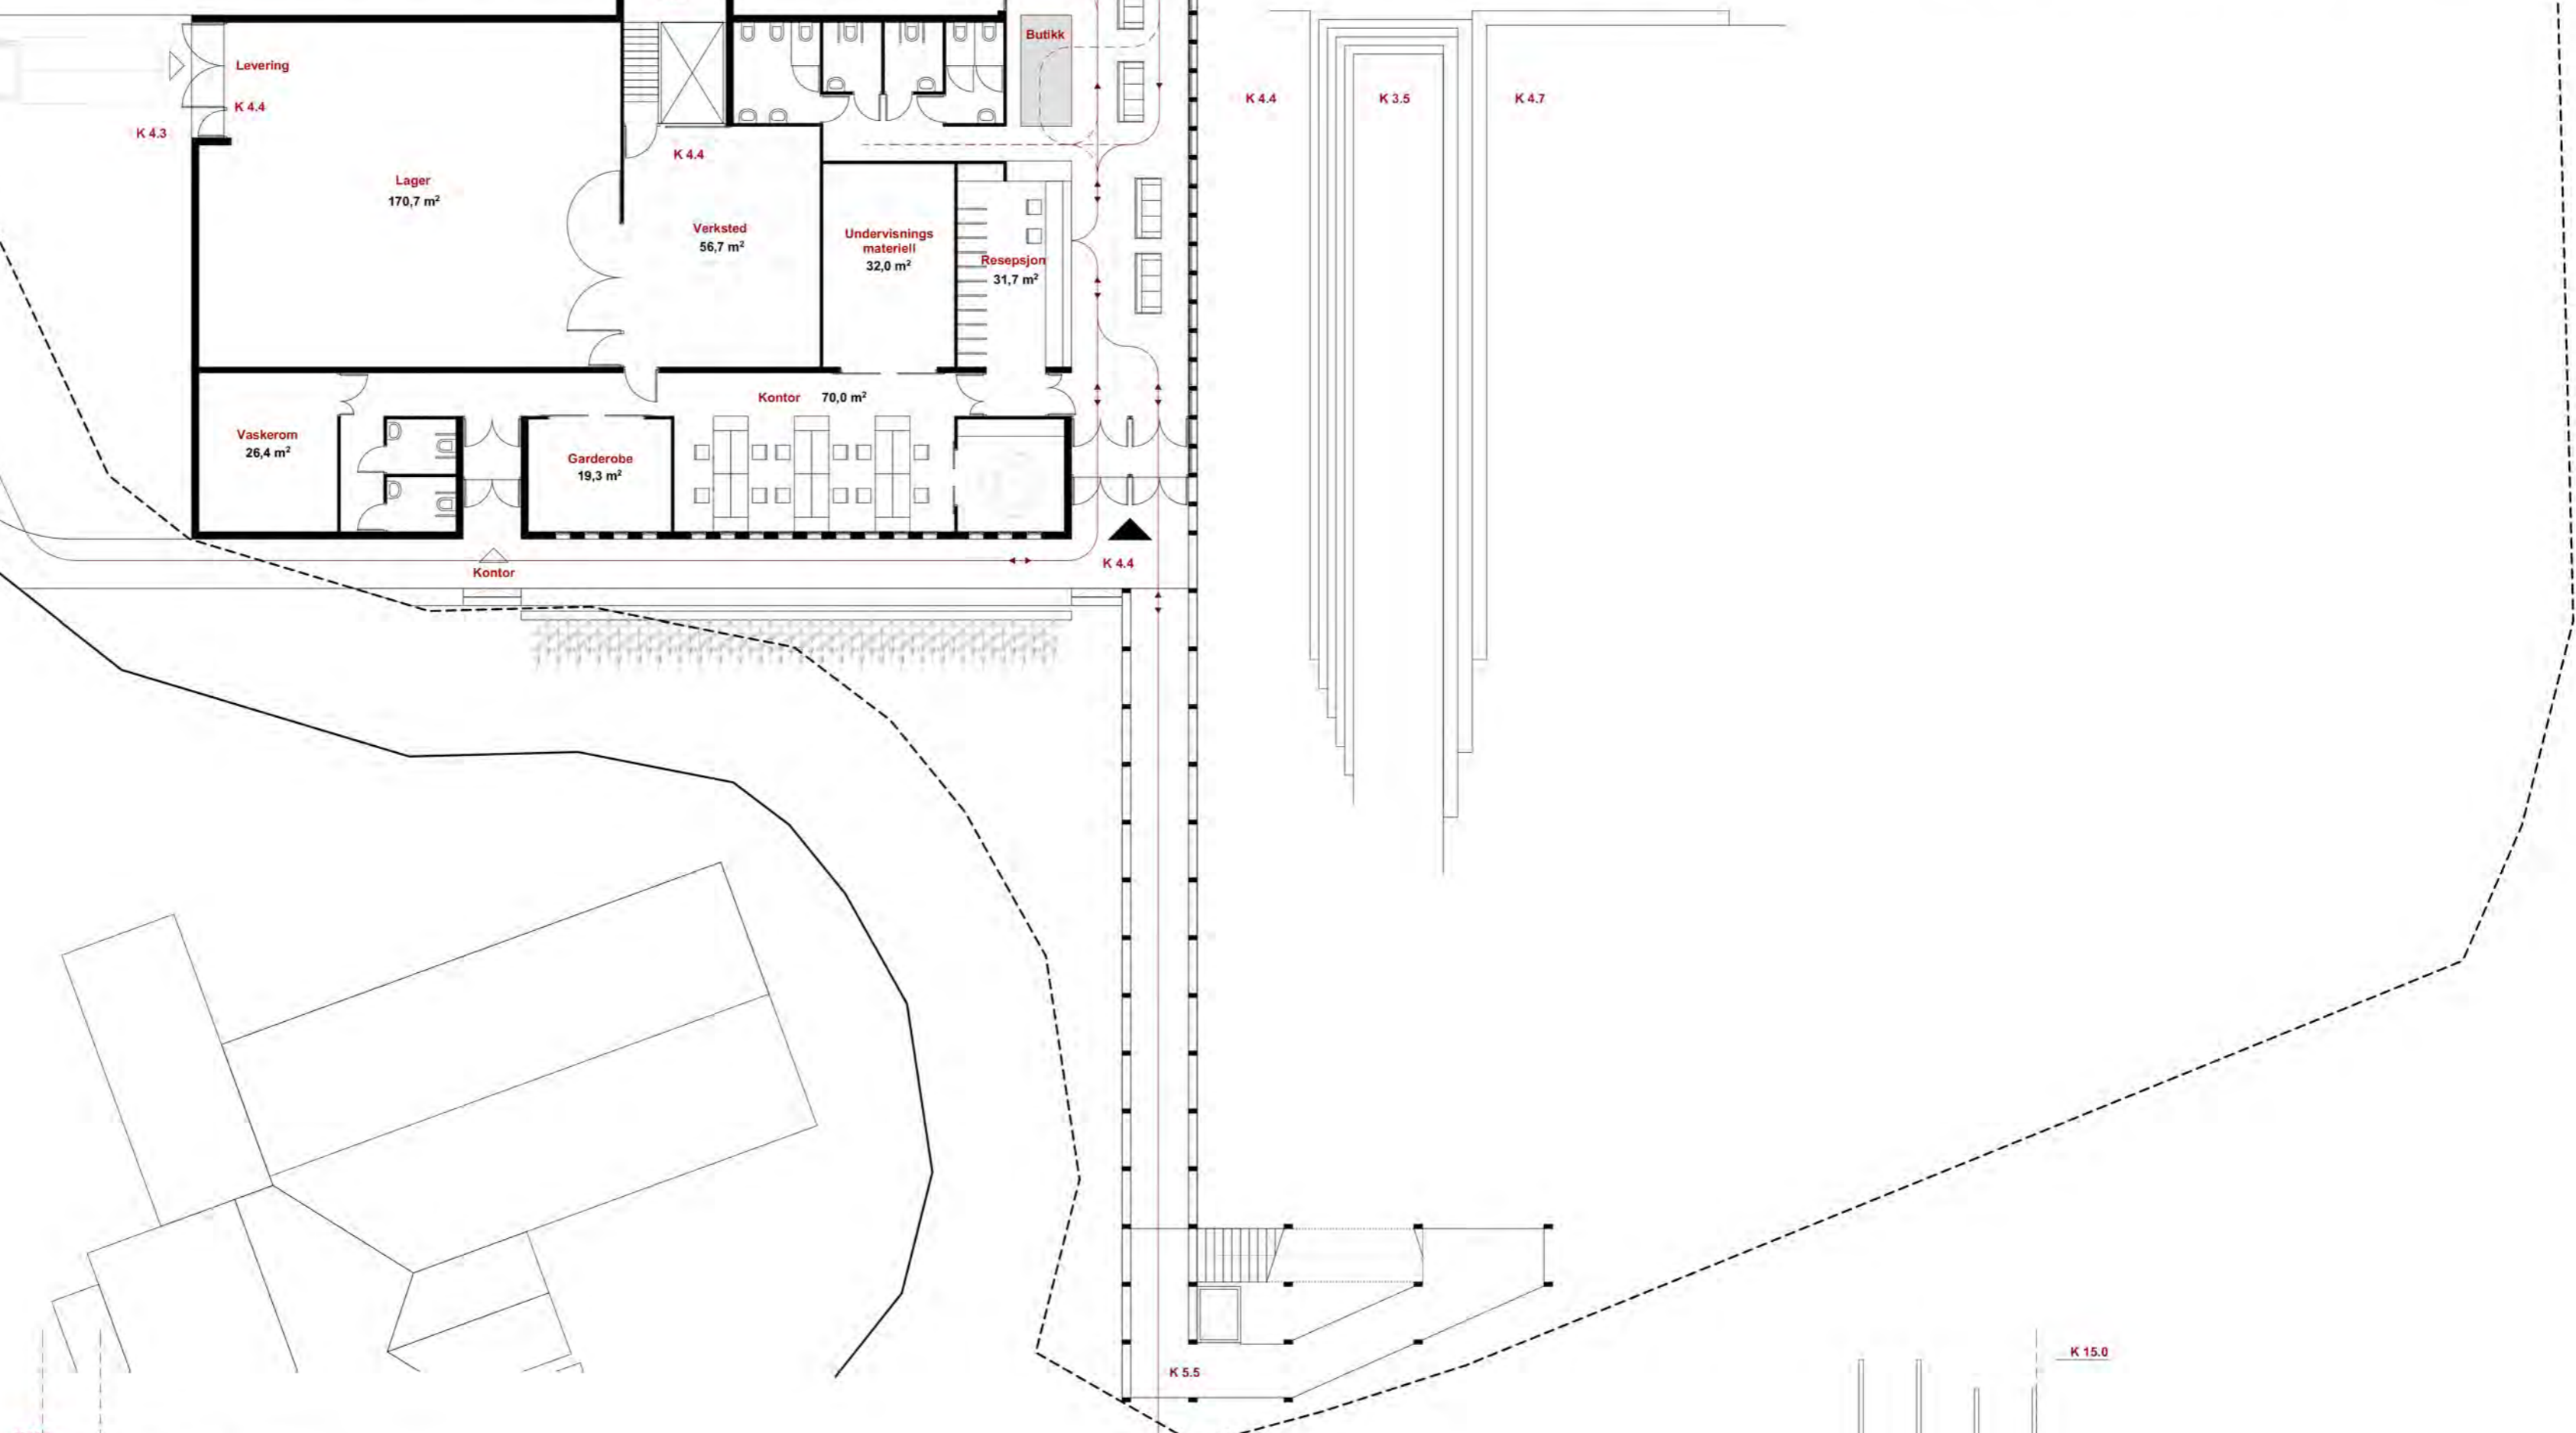 Butikk
Levering
K 4.4
K 4.3
K 4.4
K 3.5
K 4.7
K 4.4
Lager
170,7 m²
Verksted
56,7 m²
Undervisnings
materiell
32,0 m²
Resepsjon
31,7 m²
Kontor 70,0 m²
Vaskerom
26,4 m²
Garderobe
19,3 m²
Kontor
K 4.4
K 5.5
K 15.0